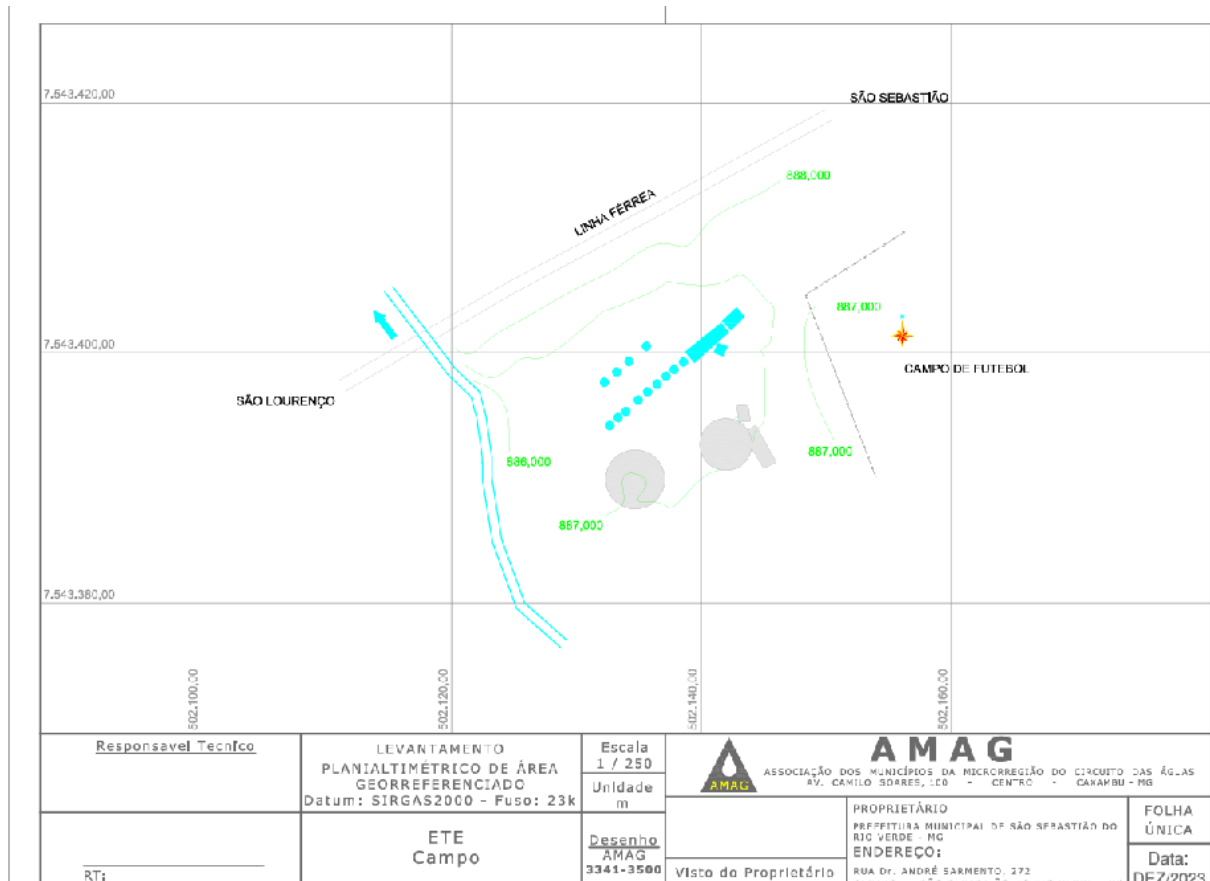 7.543.420,00
SÃO SEBASTIÃO
888,000
LINHA FÉRREA
887,000
7.543.400,00
CAMPO DE FUTEBOL
SÃO LOURENÇO
886,000
887,000
887,000
7.543.380,00
502.100,00
502.120,00
502.140,00
502.160,00
Responsavel Tecnico
LEVANTAMENTO
PLANIALTIMÉTRICO DE ÁREA
GEORREFERENCIADO
Datum: SIRGAS2000 - Fuso: 23k
Escala
1 / 250
Unidade
m
AMAG
AMAG
ASSOCIAÇÃO DOS MUNICÍPIOS DA MICRORREGIÃO DO CIRCUITO DAS ÁGUAS
AV. CAMILO SOARES, 100 - CENTRO - CAXAMBU - MG
ETE
Campo
Desenho
AMAG
3341-3500
PROPRIETÁRIO
PREFEITURA MUNICIPAL DE SÃO SEBASTIÃO DO
RIO VERDE - MG
ENDEREÇO:
RUA Dr. ANDRÉ SARMENTO, 272
FOLHA
ÚNICA
Data:
DEZ/2023
RT:
Visto do Proprietário